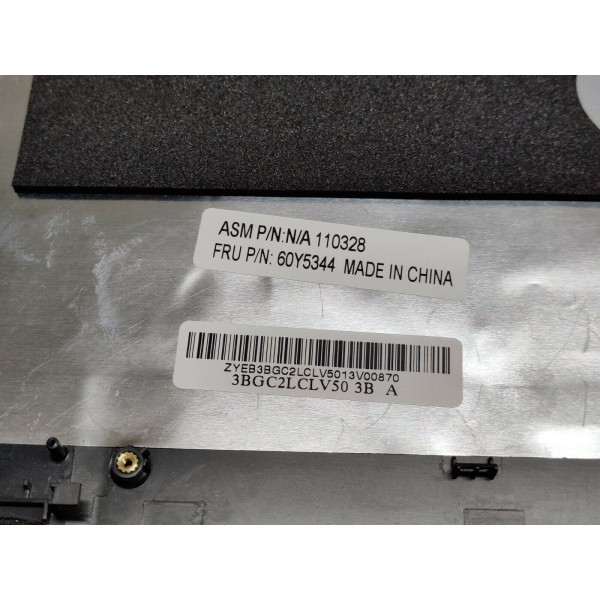 ASM P/N:N/A 110328
FRU P/N: 60Y5344 MADE IN CHINA
ZYEB3BGC2LCLV5013V00870
3BGC2LCLV50 3B A